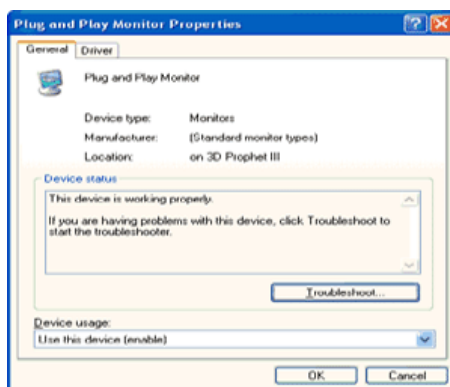 Plug and Play Monitor Properties
General
Driver
Plug and Play Monitor
Device type: Monitors
Manufacturer: (Standard monitor types)
Location: on 3D Prophet III
Device status
This device is working properly.
If you are having problems with this device, click Troubleshoot to
start the troubleshooter.
Troubleshoot...
Device usage:
Use this device (enable)
OK
Cancel